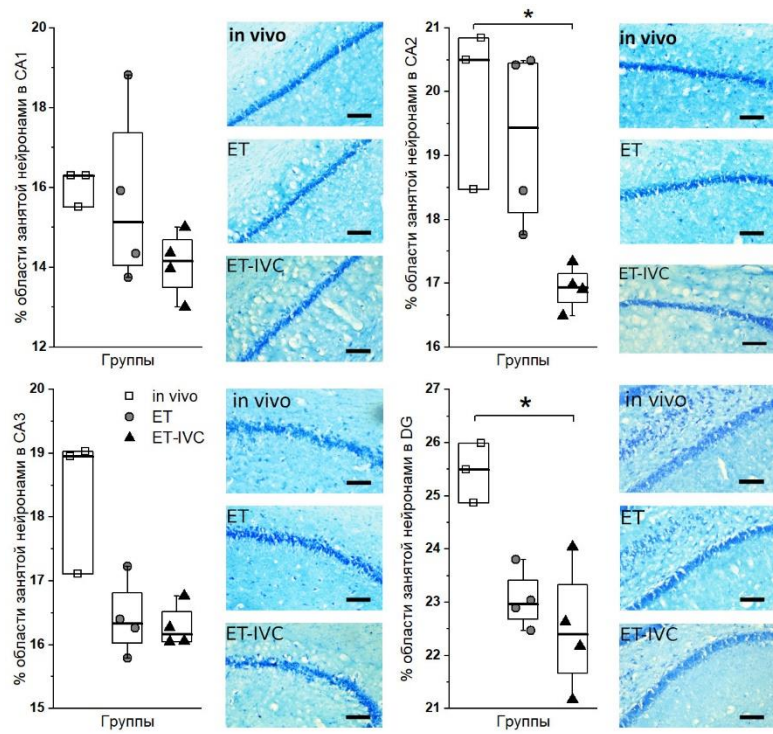 % области занятой нейронами в CA1
20
18
16
14
12
Группы
in vivo
ET
ET-IVC
% области занятой нейронами в CA2
21
20
19
18
17
16
*
Группы
in vivo
ET
ET-IVC
% области занятой нейронами в CA3
20
19
18
17
16
15
in vivo
ET
ET-IVC
Группы
in vivo
ET
ET-IVC
% области занятой нейронами в DG
27
26
25
24
23
22
21
*
Группы
in vivo
ET
ET-IVC